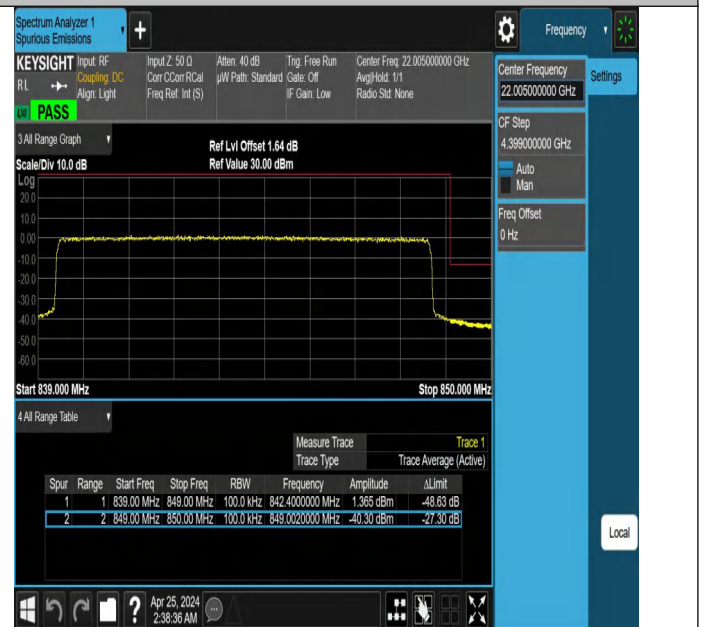 Spectrum Analyzer 1
Spurious Emissions
Frequency
KEYSIGHT
RL
PASS
Input: RF
Coupling: DC
Align: Light
Input Z: 50 Ω
Corr CCorr RCal
Freq Ref: Int (S)
Atten: 40 dB
µW Path: Standard
Trig: Free Run
Gate: Off
IF Gain: Low
Center Freq: 22.005000000 GHz
Avg|Hold: 1/1
Radio Std: None
Center Frequency
22.005000000 GHz
Settings
CF Step
4.399000000 GHz
Auto
Man
Freq Offset
0 Hz
3 All Range Graph
Scale/Div 10.0 dB
Ref Lvl Offset 1.64 dB
Ref Value 30.00 dBm
Log
20.0
10.0
0.00
-10.0
-20.0
-30.0
-40.0
-50.0
-60.0
Start 839.000 MHz
Stop 850.000 MHz
4 All Range Table
Measure Trace Trace 1
Trace Type Trace Average (Active)
Spur Range Start Freq Stop Freq RBW Frequency Amplitude ΔLimit
1 1 839.00 MHz 849.00 MHz 100.0 kHz 842.4000000 MHz 1.365 dBm -48.63 dB
2 2 849.00 MHz 850.00 MHz 100.0 kHz 849.0020000 MHz -40.30 dBm -27.30 dB
Local
Apr 25, 2024
2:38:36 AM